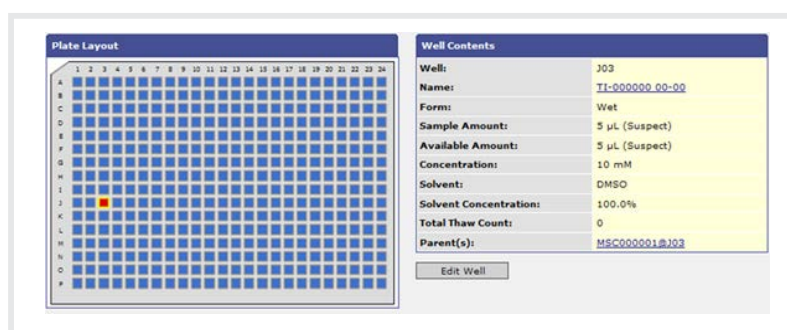 Plate Layout
1 2 3 4 5 6 7 8 9 10 11 12 13 14 15 16 17 18 19 20 21 22 23 24
A
B
C
D
E
F
G
H
I
J
K
L
M
N
O
P
Well Contents
Well: J03
Name: TI-000000 00-00
Form: Wet
Sample Amount: 5 µL (Suspect)
Available Amount: 5 µL (Suspect)
Concentration: 10 mM
Solvent: DMSO
Solvent Concentration: 100.0%
Total Thaw Count: 0
Parent(s): MSC000001@J03
Edit Well